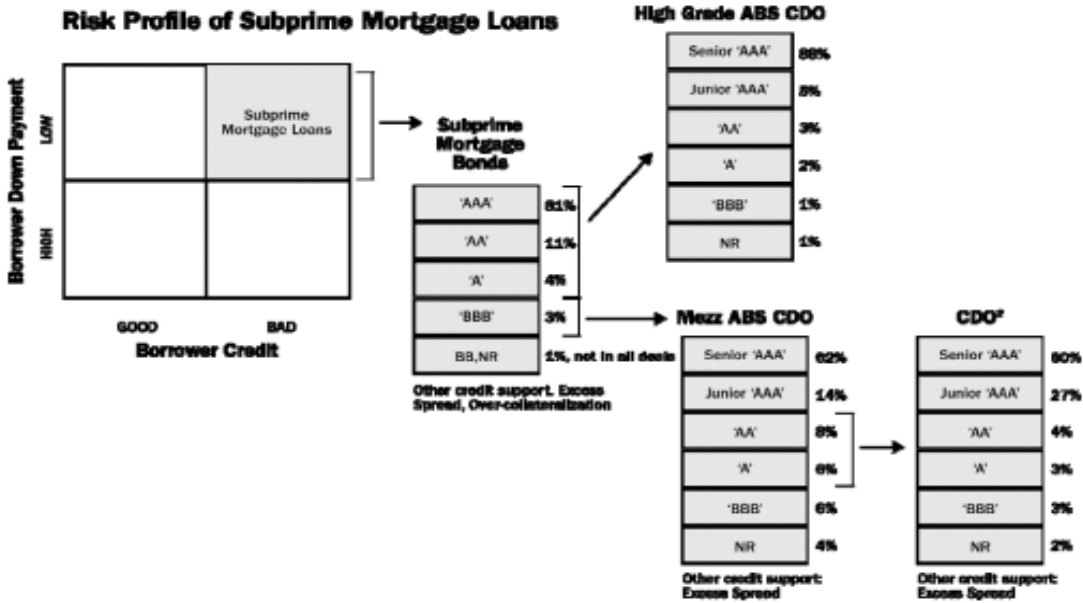 Risk Profile of Subprime Mortgage Loans
Borrower Down Payment
LOW
HIGH
Subprime
Mortgage Loans
GOOD
BAD
Borrower Credit
Subprime
Mortgage
Bonds
'AAA' 81%
'AA' 11%
'A' 4%
'BBB' 3%
BB,NR 1%, not in all deals
Other credit support. Excess
Spread, Over-collateralization
High Grade ABS CDO
Senior 'AAA' 88%
Junior 'AAA' 5%
'AA' 3%
'A' 2%
'BBB' 1%
NR 1%
Mezz ABS CDO
Senior 'AAA' 62%
Junior 'AAA' 14%
'AA' 8%
'A' 6%
'BBB' 6%
NR 4%
Other credit support:
Excess Spread
CDO²
Senior 'AAA' 60%
Junior 'AAA' 27%
'AA' 4%
'A' 3%
'BBB' 3%
NR 2%
Other credit support:
Excess Spread